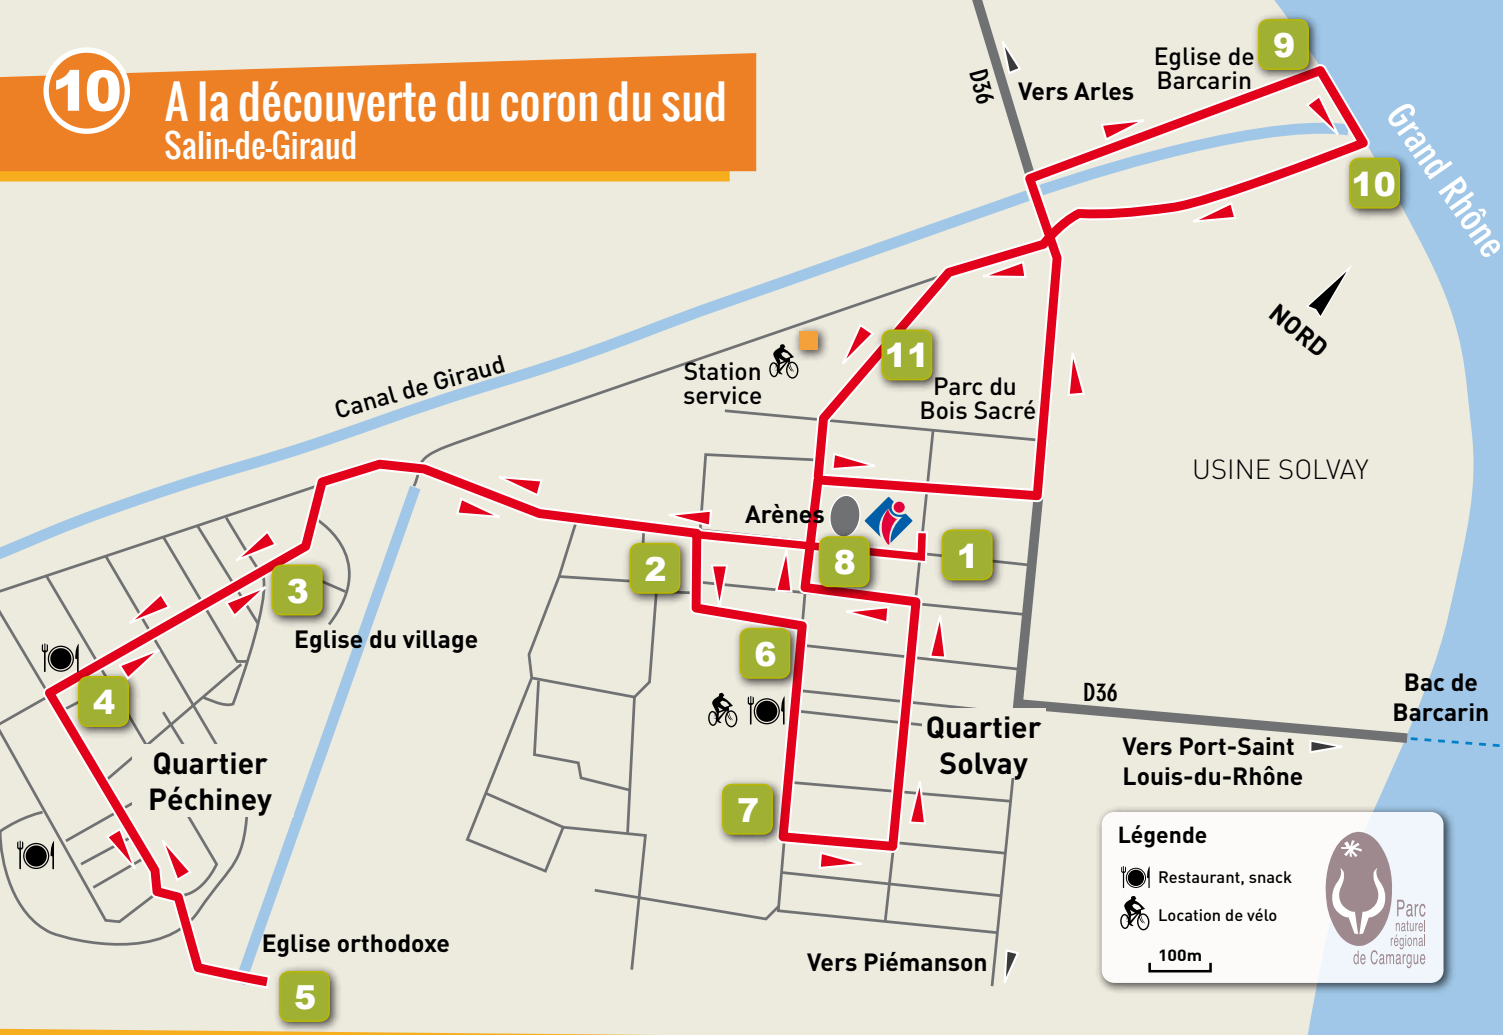 10
A la découverte du coron du sud
Salin-de-Giraud
D36
Vers Arles
Eglise de
Barcarin
9
10
Grand Rhône
NORD
Canal de Giraud
Station
service
11
Parc du
Bois Sacré
USINE SOLVAY
Arènes
8
1
2
3
Eglise du village
4
6
Quartier
Péchiney
7
Quartier
Solvay
D36
Bac de
Barcarin
Vers Port-Saint
Louis-du-Rhône
Eglise orthodoxe
5
Vers Piémanson
Légende
Restaurant, snack
Location de vélo
100m
Parc
naturel
régional
de Camargue